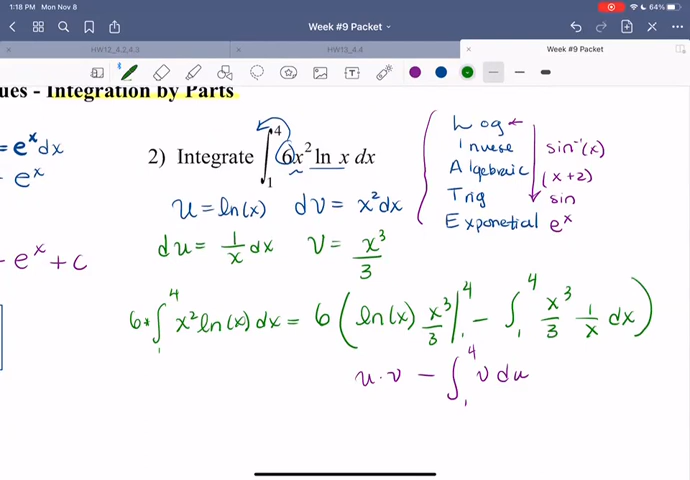 1:18 PM Mon Nov 8
64%
Week #9 Packet
HW12_4.2,4.3
HW13_4.4
Week #9 Packet
ues - Integration by Parts
= e^x dx
- e^x
- e^x + c
2) Integrate ∫_1^4 6x^2 ln x dx
u = ln(x) dv = x^2 dx
du = 1/x dx v = x^3/3
Log ←
Inverse sin^-1(x)
Algebraic (x+2)
Trig sin
Exponetial e^x
6* ∫_1^4 x^2 ln(x) dx = 6 ( ln(x) x^3/3 |_1^4 - ∫_1^4 x^3/3 1/x dx )
u·v - ∫_1^4 v du